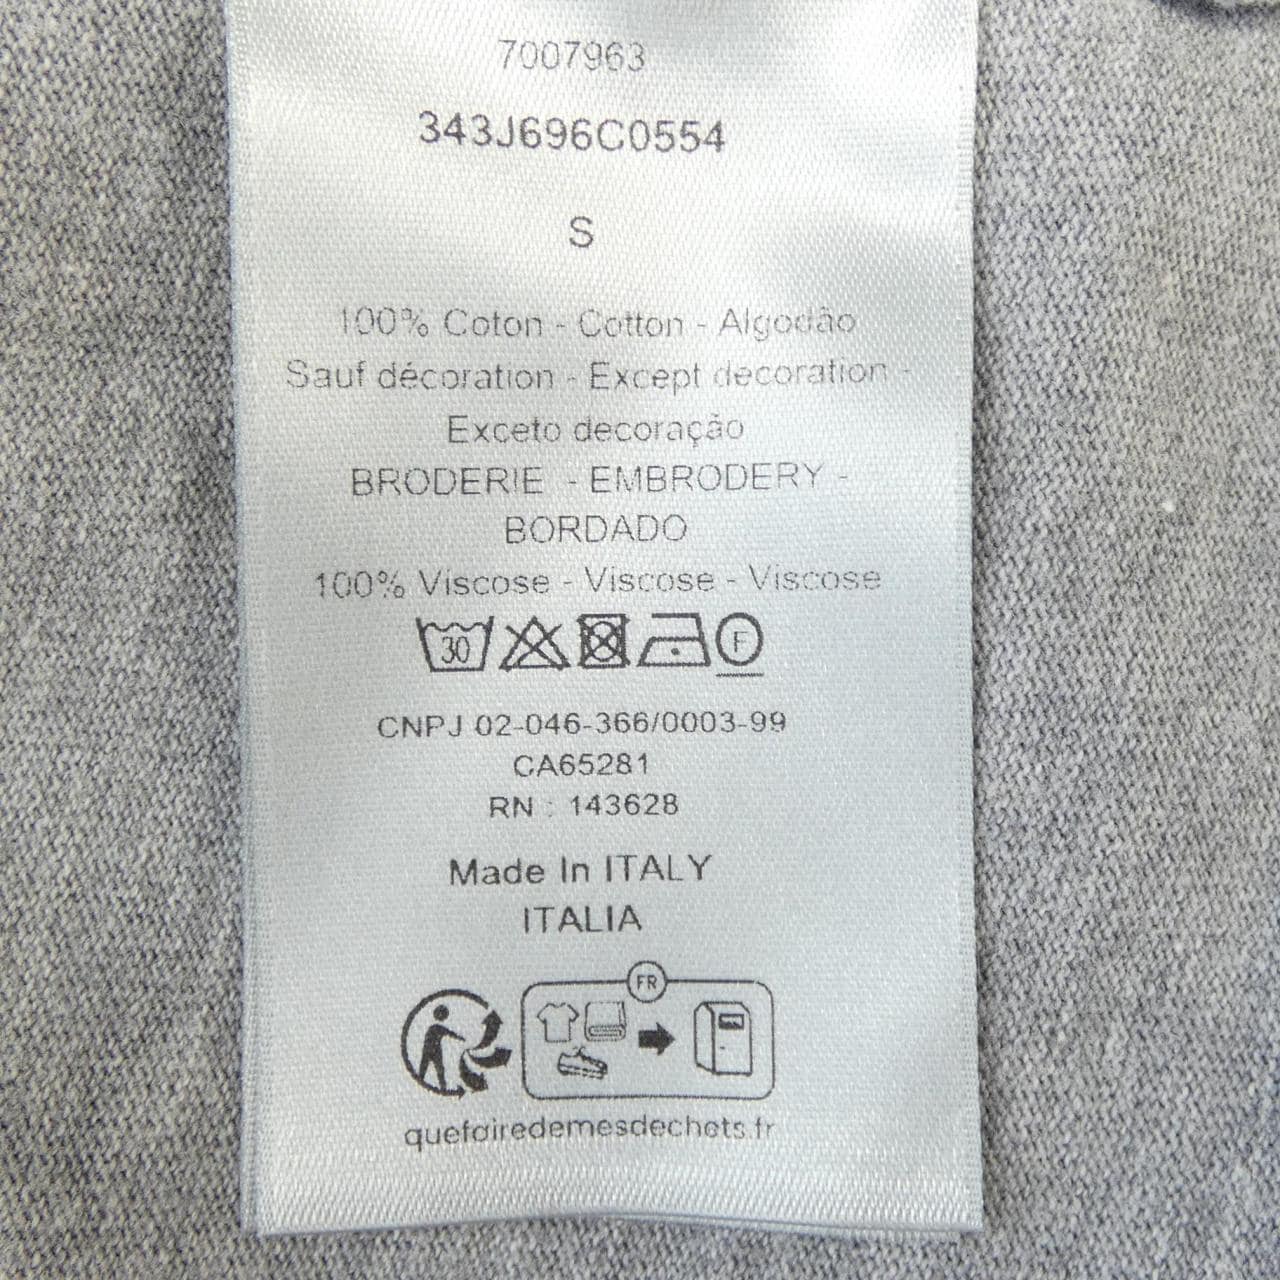 7007963
343J696C0554
S
100% Coton - Cotton - Algodão
Sauf décoration - Except decoration -
Exceto decoração
BRODERIE - EMBRODERY -
BORDADO
100% Viscose - Viscose - Viscose
30 F
CNPJ 02-046-366/0003-99
CA65281
RN : 143628
Made In ITALY
ITALIA
FR
quefairedemesdechets.fr